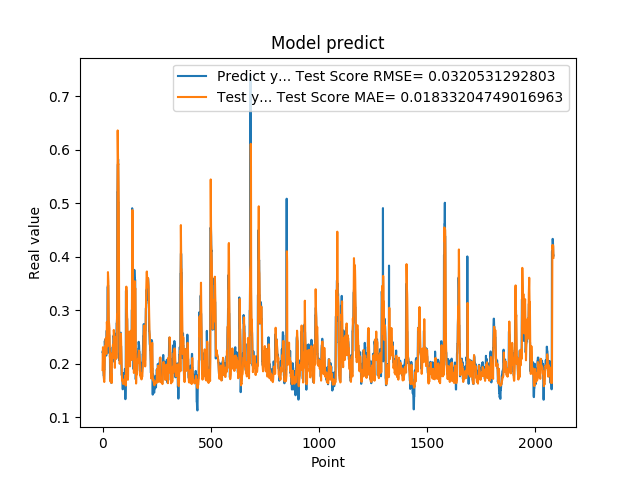 Model predict
Predict y... Test Score RMSE= 0.0320531292803
Test y... Test Score MAE= 0.01833204749016963
0.7
0.6
0.5
0.4
0.3
0.2
0.1
Real value
0 500 1000 1500 2000
Point